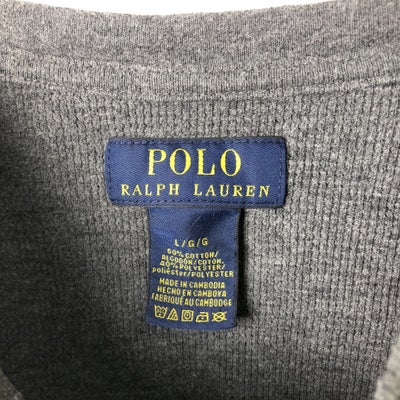 POLO
RALPH LAUREN
L/G/G
60% COTTON/
ALGODON/COTON,
40% POLYESTER/
poliéster/POLYESTER
MADE IN CAMBODIA
HECHO EN CAMBOYA
FABRIQUÉ AU CAMBODGE